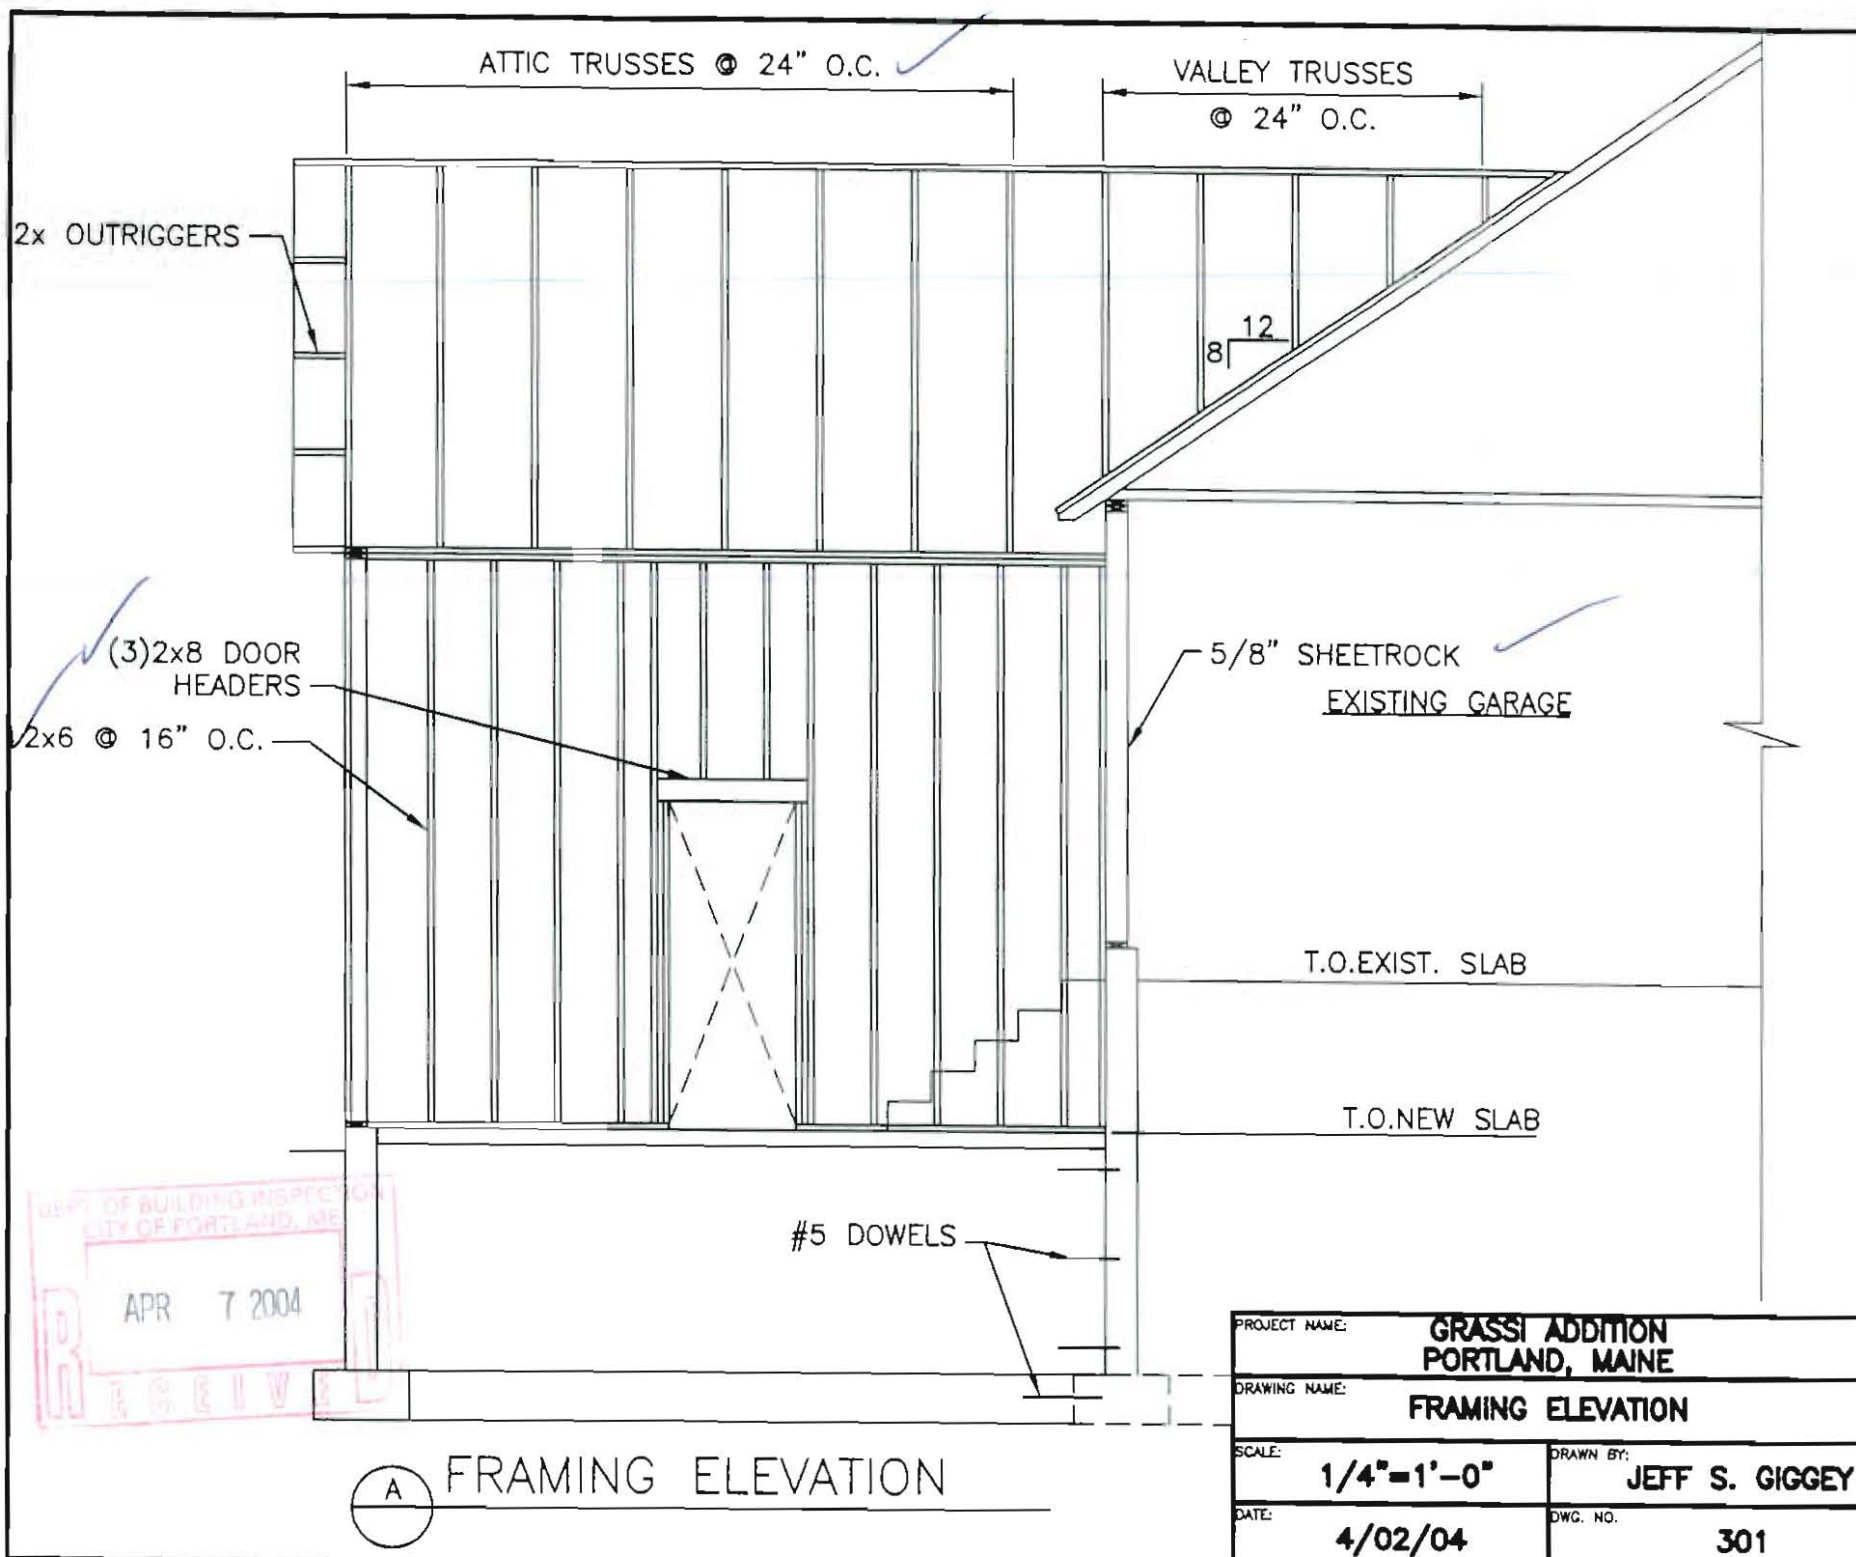 ATTIC TRUSSES @ 24" O.C.
VALLEY TRUSSES
@ 24" O.C.
2x OUTRIGGERS
12
8
(3)2x8 DOOR
HEADERS
2x6 @ 16" O.C.
5/8" SHEETROCK
EXISTING GARAGE
T.O.EXIST. SLAB
T.O.NEW SLAB
#5 DOWELS
DEPT. OF BUILDING INSPECTION
CITY OF PORTLAND, ME
APR 7 2004
RECEIVED
A
FRAMING ELEVATION
PROJECT NAME:
GRASSI ADDITION
PORTLAND, MAINE
DRAWING NAME:
FRAMING ELEVATION
SCALE:
1/4"=1'-0"
DRAWN BY:
JEFF S. GIGGEY
DATE:
4/02/04
DWG. NO.
301